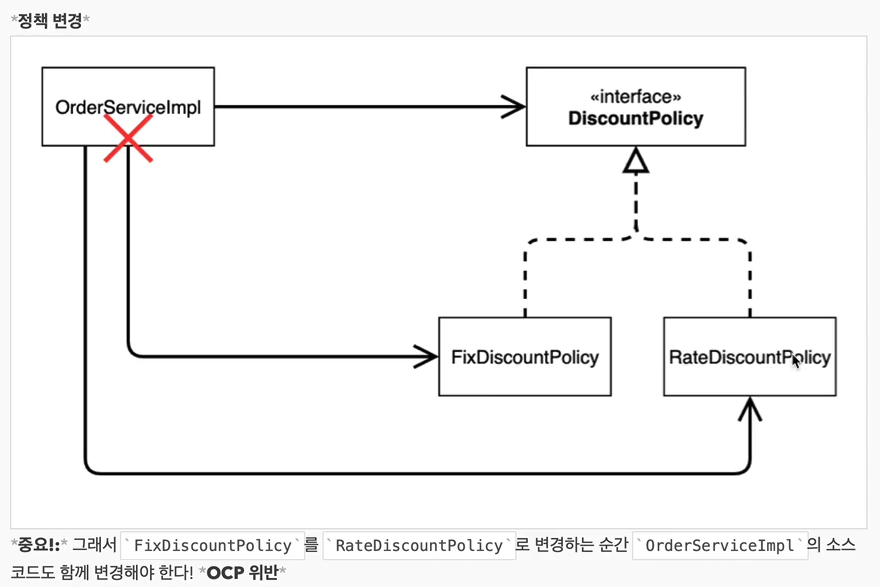 *정책 변경*
OrderServiceImpl
«interface»
DiscountPolicy
FixDiscountPolicy
RateDiscountPolicy
*중요!:* 그래서 `FixDiscountPolicy`를 `RateDiscountPolicy`로 변경하는 순간 `OrderServiceImpl`의 소스
코드도 함께 변경해야 한다! *OCP 위반*